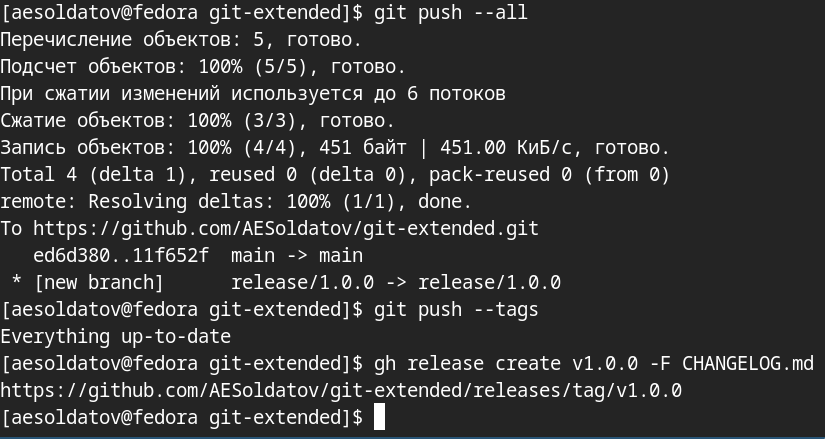 [aesoldatov@fedora git-extended]$ git push --all
Перечисление объектов: 5, готово.
Подсчет объектов: 100% (5/5), готово.
При сжатии изменений используется до 6 потоков
Сжатие объектов: 100% (3/3), готово.
Запись объектов: 100% (4/4), 451 байт | 451.00 КиБ/с, готово.
Total 4 (delta 1), reused 0 (delta 0), pack-reused 0 (from 0)
remote: Resolving deltas: 100% (1/1), done.
To https://github.com/AESoldatov/git-extended.git
   ed6d380..11f652f  main -> main
 * [new branch]      release/1.0.0 -> release/1.0.0
[aesoldatov@fedora git-extended]$ git push --tags
Everything up-to-date
[aesoldatov@fedora git-extended]$ gh release create v1.0.0 -F CHANGELOG.md
https://github.com/AESoldatov/git-extended/releases/tag/v1.0.0
[aesoldatov@fedora git-extended]$